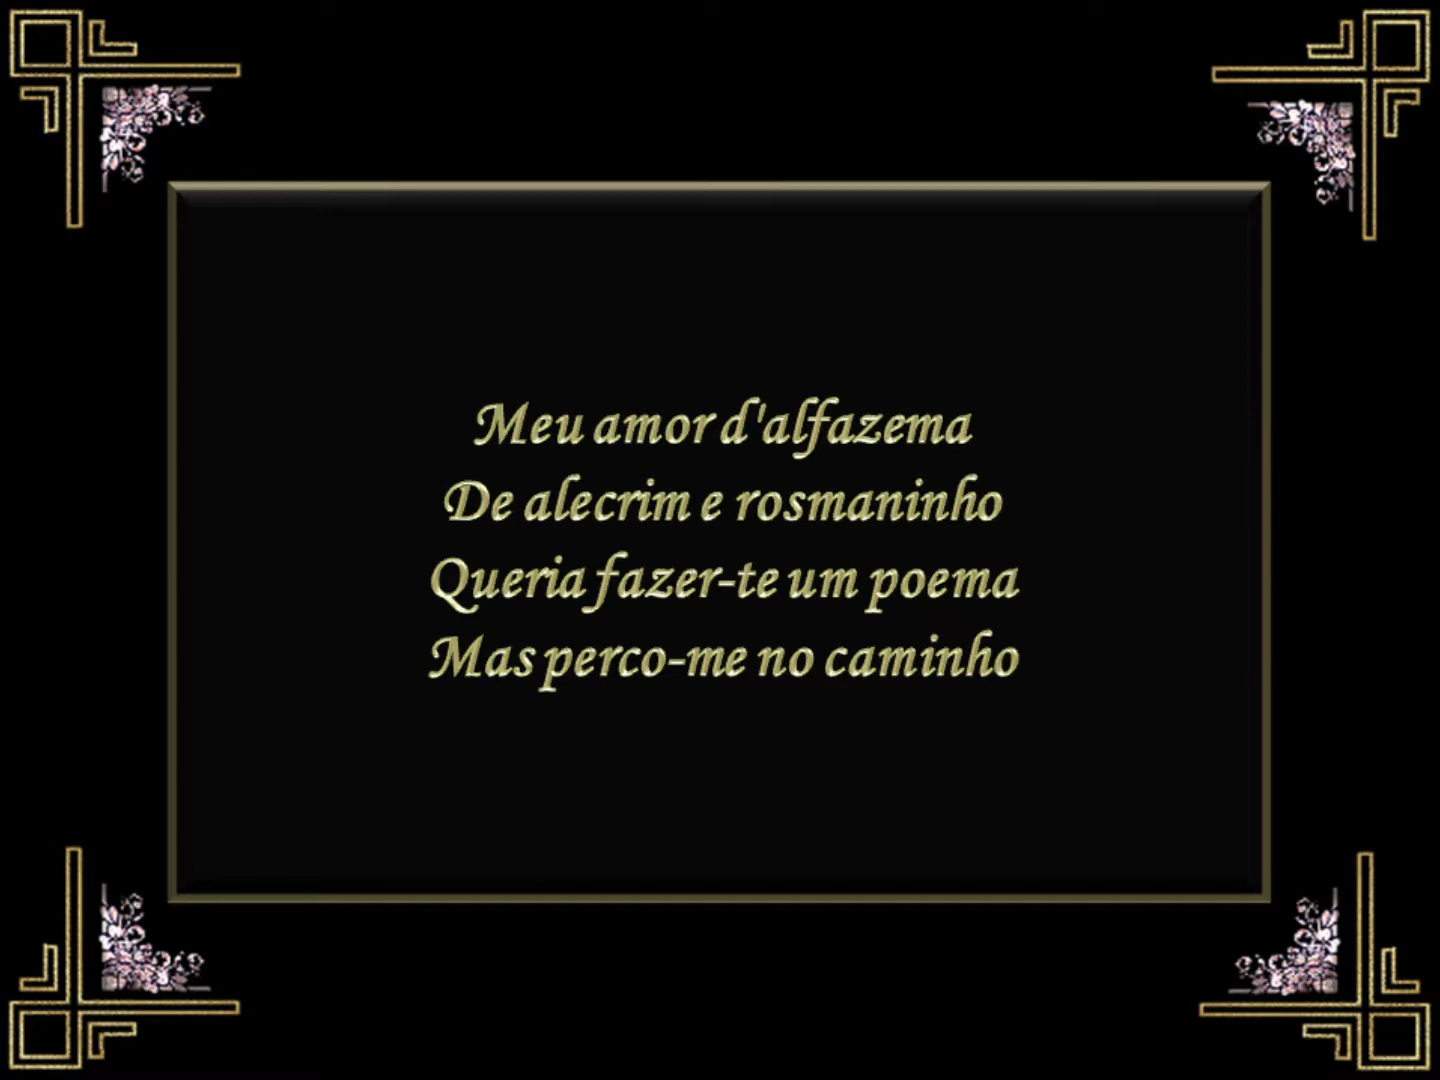 Meu amor d'alfazema
De alecrim e rosmaninho
Queria fazer-te um poema
Mas perco-me no caminho